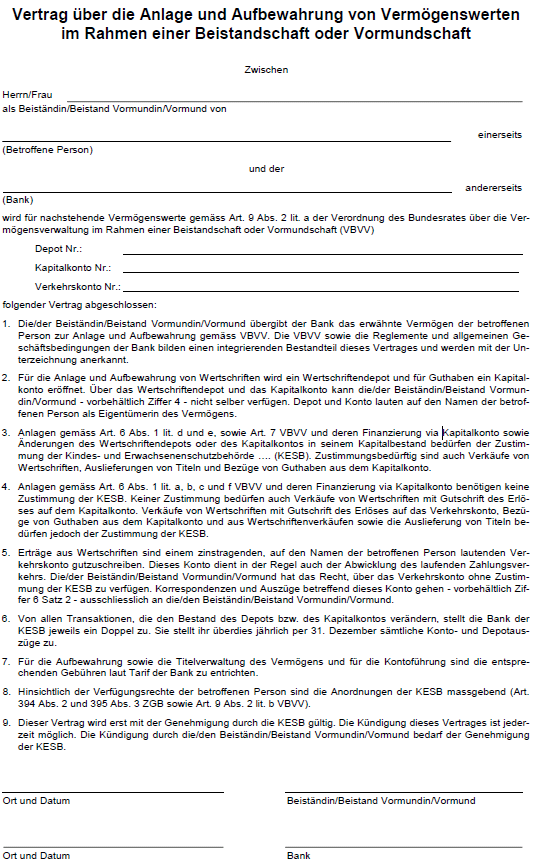 Vertrag über die Anlage und Aufbewahrung von Vermögenswerten
im Rahmen einer Beistandschaft oder Vormundschaft
Zwischen
Herrn/Frau
als Beiständin/Beistand Vormundin/Vormund von
einerseits
(Betroffene Person)
und der
andererseits
(Bank)
wird für nachstehende Vermögenswerte gemäss Art. 9 Abs. 2 lit. a der Verordnung des Bundesrates über die Ver-
mögensverwaltung im Rahmen einer Beistandschaft oder Vormundschaft (VBVV)
Depot Nr.:
Kapitalkonto Nr.:
Verkehrskonto Nr.:
folgender Vertrag abgeschlossen:
1. Die/der Beiständin/Beistand Vormundin/Vormund übergibt der Bank das erwähnte Vermögen der betroffenen
Person zur Anlage und Aufbewahrung gemäss VBVV. Die VBVV sowie die Reglemente und allgemeinen Ge-
schäftsbedingungen der Bank bilden einen integrierenden Bestandteil dieses Vertrages und werden mit der Un-
terzeichnung anerkannt.
2. Für die Anlage und Aufbewahrung von Wertschriften wird ein Wertschriftendepot und für Guthaben ein Kapital-
konto eröffnet. Über das Wertschriftendepot und das Kapitalkonto kann die/der Beiständin/Beistand Vormun-
din/Vormund - vorbehältlich Ziffer 4 - nicht selber verfügen. Depot und Konto lauten auf den Namen der betrof-
fenen Person als Eigentümerin des Vermögens.
3. Anlagen gemäss Art. 6 Abs. 1 lit. d und e, sowie Art. 7 VBVV und deren Finanzierung via Kapitalkonto sowie
Änderungen des Wertschriftendepots oder des Kapitalkontos in seinem Kapitalbestand bedürfen der Zustim-
mung der Kindes- und Erwachsenenschutzbehörde .... (KESB). Zustimmungsbedürftig sind auch Verkäufe von
Wertschriften, Auslieferungen von Titeln und Bezüge von Guthaben aus dem Kapitalkonto.
4. Anlagen gemäss Art. 6 Abs. 1 lit. a, b, c und f VBVV und deren Finanzierung via Kapitalkonto benötigen keine
Zustimmung der KESB. Keiner Zustimmung bedürfen auch Verkäufe von Wertschriften mit Gutschrift des Erlö-
ses auf dem Kapitalkonto. Verkäufe von Wertschriften mit Gutschrift des Erlöses auf das Verkehrskonto, Bezü-
ge von Guthaben aus dem Kapitalkonto und aus Wertschriftenverkäufen sowie die Auslieferung von Titeln be-
dürfen jedoch der Zustimmung der KESB.
5. Erträge aus Wertschriften sind einem zinstragenden, auf den Namen der betroffenen Person lautenden Ver-
kehrskonto gutzuschreiben. Dieses Konto dient in der Regel auch der Abwicklung des laufenden Zahlungsver-
kehrs. Die/der Beiständin/Beistand Vormundin/Vormund hat das Recht, über das Verkehrskonto ohne Zustim-
mung der KESB zu verfügen. Korrespondenzen und Auszüge betreffend dieses Konto gehen - vorbehältlich Zif-
fer 6 Satz 2 - ausschliesslich an die/den Beiständin/Beistand Vormundin/Vormund.
6. Von allen Transaktionen, die den Bestand des Depots bzw. des Kapitalkontos verändern, stellt die Bank der
KESB jeweils ein Doppel zu. Sie stellt ihr überdies jährlich per 31. Dezember sämtliche Konto- und Depotaus-
züge zu.
7. Für die Aufbewahrung sowie die Titelverwaltung des Vermögens und für die Kontoführung sind die entspre-
chenden Gebühren laut Tarif der Bank zu entrichten.
8. Hinsichtlich der Verfügungsrechte der betroffenen Person sind die Anordnungen der KESB massgebend (Art.
394 Abs. 2 und 395 Abs. 3 ZGB sowie Art. 9 Abs. 2 lit. b VBVV).
9. Dieser Vertrag wird erst mit der Genehmigung durch die KESB gültig. Die Kündigung dieses Vertrages ist jeder-
zeit möglich. Die Kündigung durch die/den Beiständin/Beistand Vormundin/Vormund bedarf der Genehmigung
der KESB.
Ort und Datum
Beiständin/Beistand Vormundin/Vormund
Ort und Datum
Bank